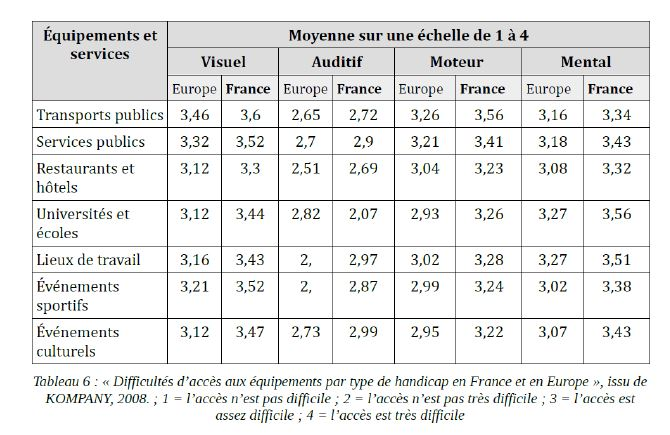 Équipements et services Moyenne sur une échelle de 1 à 4
Visuel Auditif Moteur Mental
Europe France Europe France Europe France Europe France
Transports publics 3,46 3,6 2,65 2,72 3,26 3,56 3,16 3,34
Services publics 3,32 3,52 2,7 2,9 3,21 3,41 3,18 3,43
Restaurants et hôtels 3,12 3,3 2,51 2,69 3,04 3,23 3,08 3,32
Universités et écoles 3,12 3,44 2,82 2,07 2,93 3,26 3,27 3,56
Lieux de travail 3,16 3,43 2, 2,97 3,02 3,28 3,27 3,51
Événements sportifs 3,21 3,52 2, 2,87 2,99 3,24 3,02 3,38
Événements culturels 3,12 3,47 2,73 2,99 2,95 3,22 3,07 3,43
Tableau 6 : « Difficultés d’accès aux équipements par type de handicap en France et en Europe », issu de
KOMPANY, 2008. ; 1 = l’accès n’est pas difficile ; 2 = l’accès n’est pas très difficile ; 3 = l’accès est
assez difficile ; 4 = l’accès est très difficile